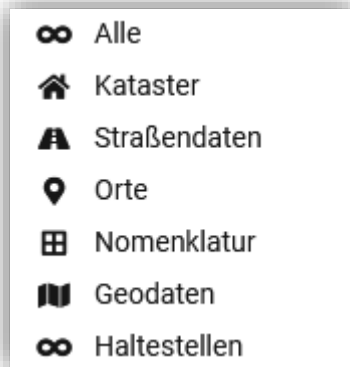 Alle
Kataster
Straßendaten
Orte
Nomenklatur
Geodaten
Haltestellen